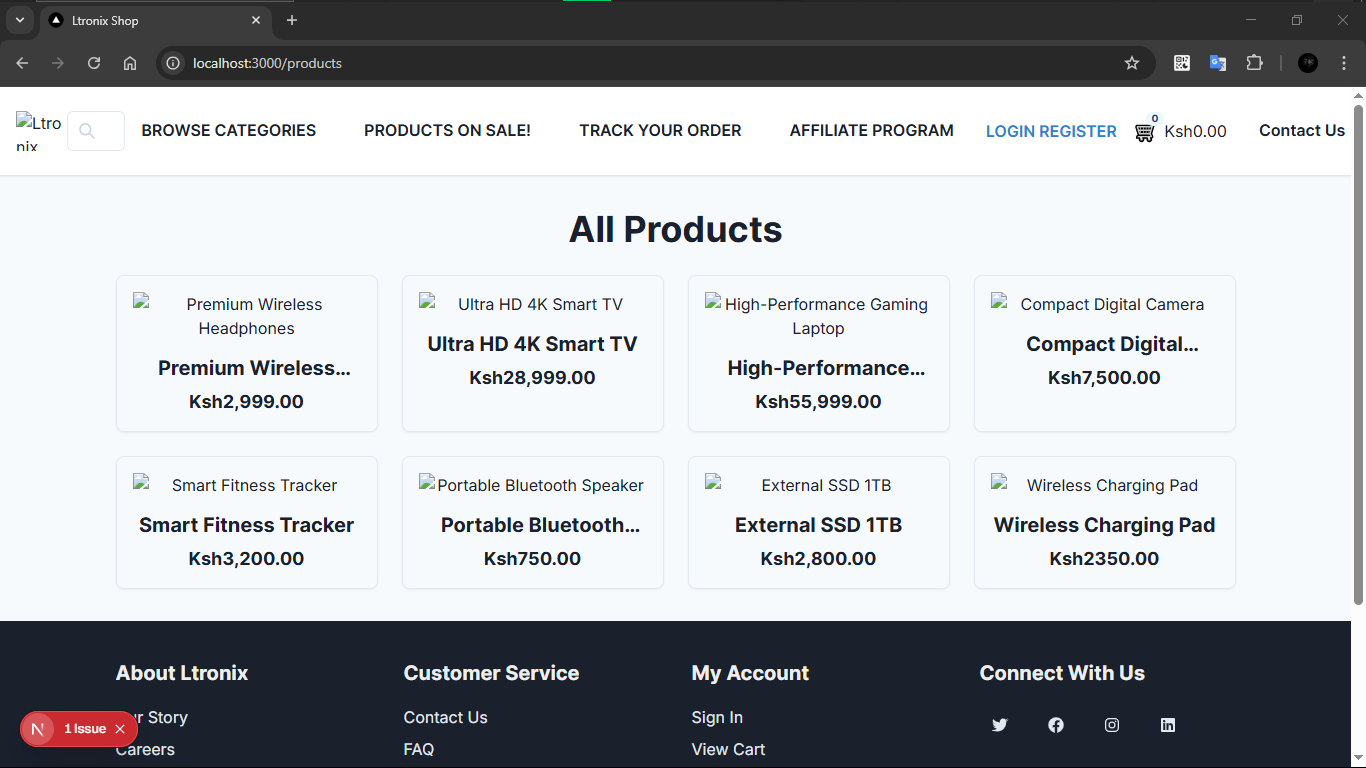 Ltronix Shop
localhost:3000/products
Ltro
nix
BROWSE CATEGORIES
PRODUCTS ON SALE!
TRACK YOUR ORDER
AFFILIATE PROGRAM
LOGIN REGISTER
0
Ksh0.00
Contact Us
All Products
Premium Wireless
Headphones
Premium Wireless...
Ksh2,999.00
Ultra HD 4K Smart TV
Ultra HD 4K Smart TV
Ksh28,999.00
High-Performance Gaming
Laptop
High-Performance...
Ksh55,999.00
Compact Digital Camera
Compact Digital...
Ksh7,500.00
Smart Fitness Tracker
Smart Fitness Tracker
Ksh3,200.00
Portable Bluetooth Speaker
Portable Bluetooth...
Ksh750.00
External SSD 1TB
External SSD 1TB
Ksh2,800.00
Wireless Charging Pad
Wireless Charging Pad
Ksh2350.00
About Ltronix
Story
Careers
Customer Service
Contact Us
FAQ
My Account
Sign In
View Cart
Connect With Us
N
1 Issue